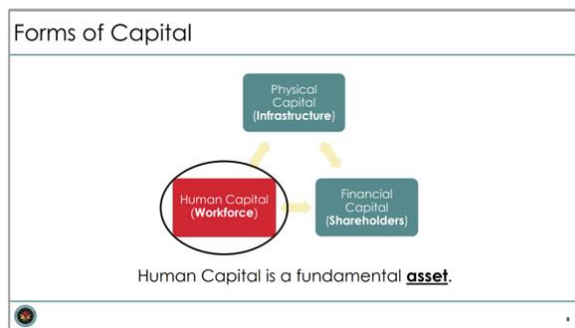 Forms of Capital
Physical
Capital
(Infrastructure)
Human Capital
(Workforce)
Financial
Capital
(Shareholders)
Human Capital is a fundamental asset.